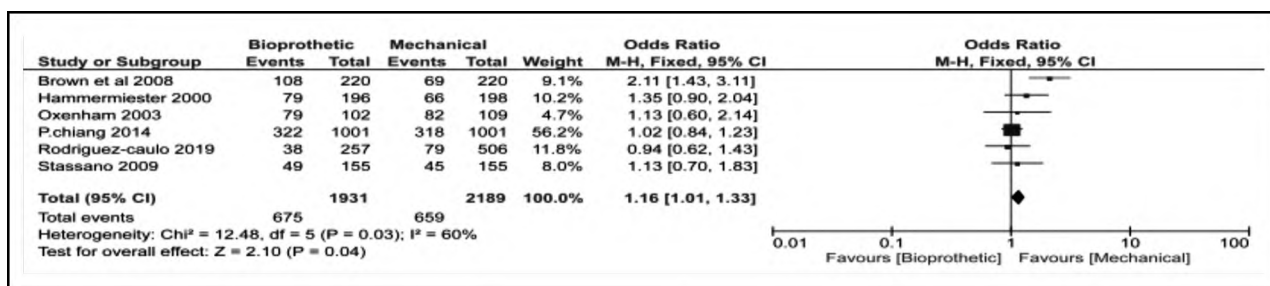 Bioprothetic Mechanical Odds Ratio Odds Ratio
Study or Subgroup Events Total Events Total Weight M-H, Fixed, 95% CI M-H, Fixed, 95% CI
Brown et al 2008 108 220 69 220 9.1% 2.11 [1.43, 3.11]
Hammermiester 2000 79 196 66 198 10.2% 1.35 [0.90, 2.04]
Oxenham 2003 79 102 82 109 4.7% 1.13 [0.60, 2.14]
P.chiang 2014 322 1001 318 1001 56.2% 1.02 [0.84, 1.23]
Rodriguez-caulo 2019 38 257 79 506 11.8% 0.94 [0.62, 1.43]
Stassano 2009 49 155 45 155 8.0% 1.13 [0.70, 1.83]
Total (95% CI) 1931 2189 100.0% 1.16 [1.01, 1.33]
Total events 675 659
Heterogeneity: Chi² = 12.48, df = 5 (P = 0.03); I² = 60%
Test for overall effect: Z = 2.10 (P = 0.04)
0.01 0.1 1 10 100
Favours [Bioprothetic] Favours [Mechanical]